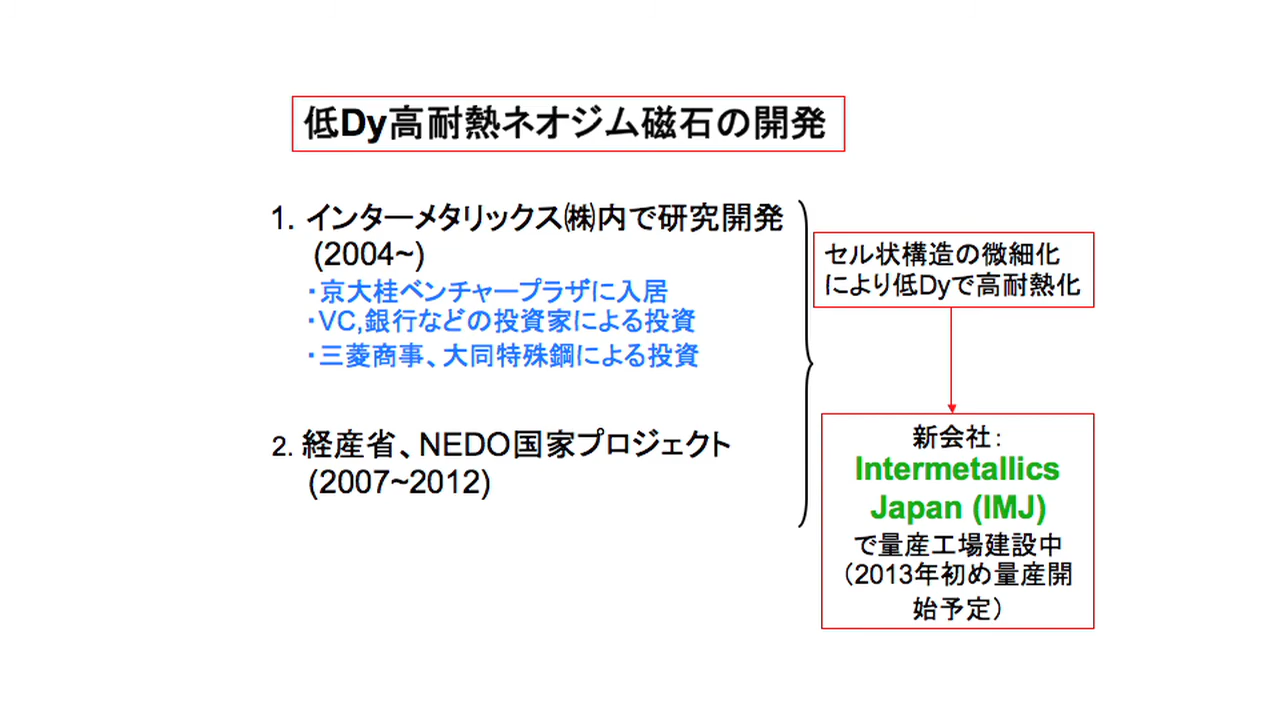 低Dy高耐熱ネオジム磁石の開発
1. インターメタリックス㈱内で研究開発
(2004~)
・京大桂ベンチャープラザに入居
・VC,銀行などの投資家による投資
・三菱商事、大同特殊鋼による投資
2. 経産省、NEDO国家プロジェクト
(2007~2012)
セル状構造の微細化
により低Dyで高耐熱化
新会社：
Intermetallics
Japan (IMJ)
で量産工場建設中
（2013年初め量産開
始予定）